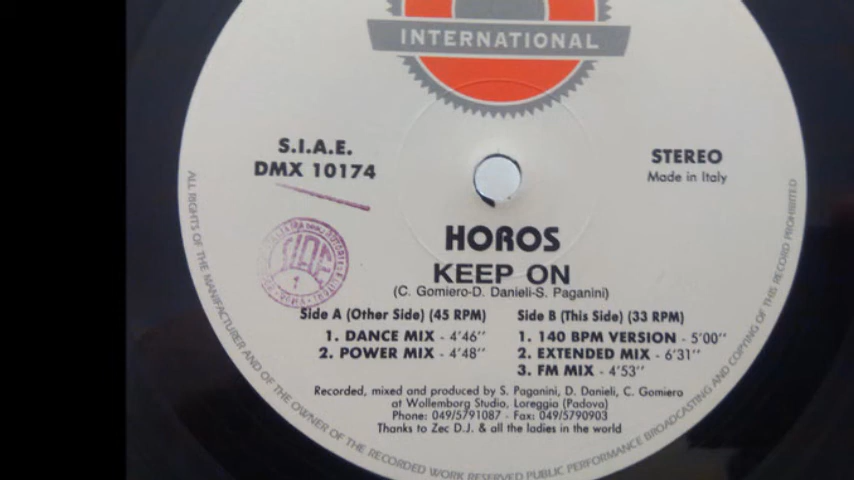 INTERNATIONAL
S.I.A.E.
DMX 10174
STEREO
Made in Italy
HOROS
KEEP ON
(C. Gomiero-D. Danieli-S. Paganini)
Side A (Other Side) (45 RPM)
1. DANCE MIX - 4'46''
2. POWER MIX - 4'48''
Side B (This Side) (33 RPM)
1. 140 BPM VERSION - 5'00''
2. EXTENDED MIX - 6'31''
3. FM MIX - 4'53''
Recorded, mixed and produced by S. Paganini, D. Danieli, C. Gomiero
at Wollemborg Studio, Loreggia (Padova)
Phone: 049/5791087 - Fax: 049/5790903
Thanks to Zec D.J. & all the ladies in the world
ALL RIGHTS OF THE MANIFACTURER AND OF THE OWNER OF THE RECORDED WORK RESERVED PUBLIC PERFORMANCE BROADCASTING AND COPYING OF THIS RECORD PROHIBITED
SIAE
1